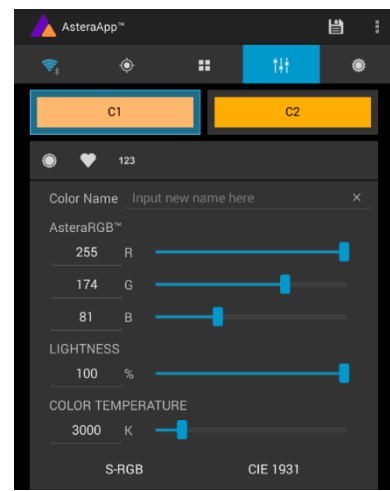 AsteraApp™
C1 C2
123
Color Name Input new name here ×
AsteraRGB™
255 R
174 G
81 B
LIGHTNESS
100 %
COLOR TEMPERATURE
3000 K
S-RGB CIE 1931